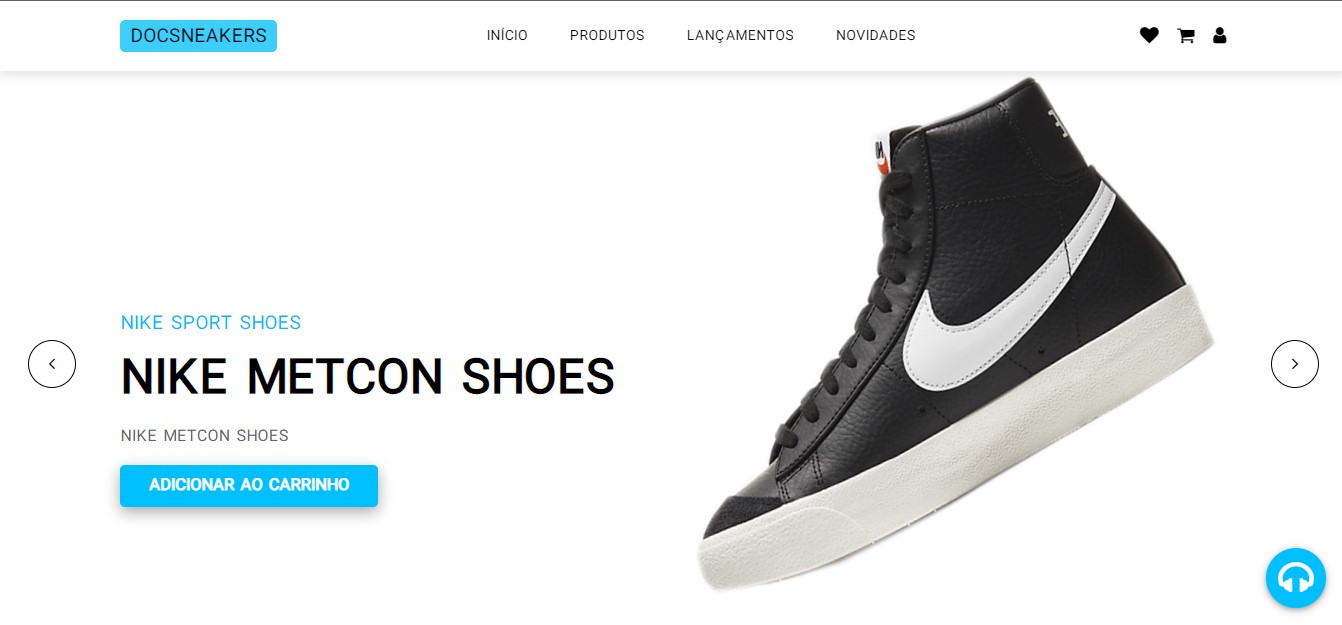 DOCSNEAKERS
INÍCIO PRODUTOS LANÇAMENTOS NOVIDADES
NIKE SPORT SHOES
NIKE METCON SHOES
NIKE METCON SHOES
ADICIONAR AO CARRINHO